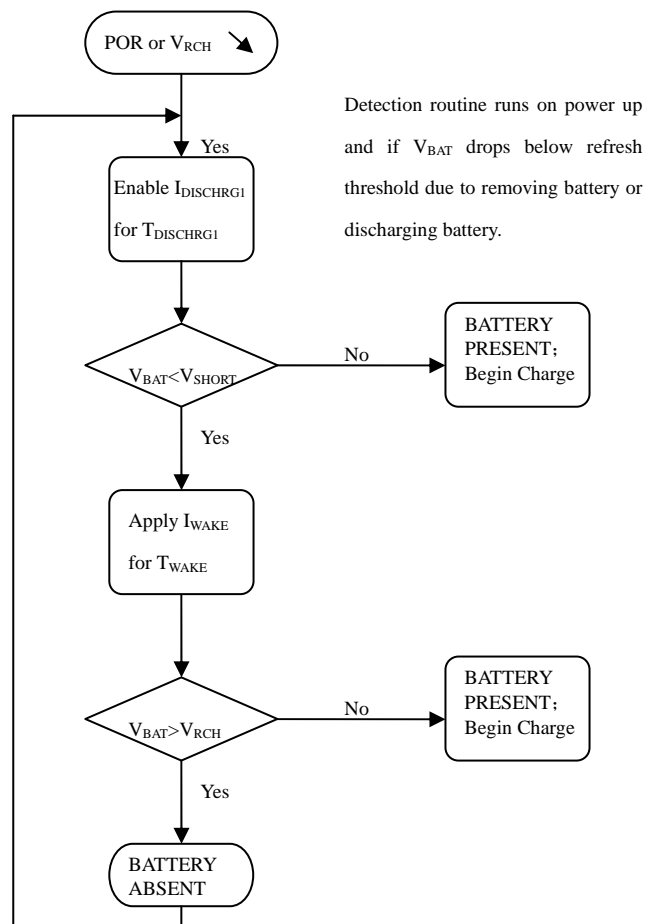 POR or VRCH
Detection routine runs on power up
and if VBAT drops below refresh
threshold due to removing battery or
discharging battery.
Yes
Enable IDISCHRG1
for TDISCHRG1
VBAT<VSHORT
No
BATTERY
PRESENT；
Begin Charge
Yes
Apply IWAKE
for TWAKE
VBAT>VRCH
No
BATTERY
PRESENT；
Begin Charge
Yes
BATTERY
ABSENT